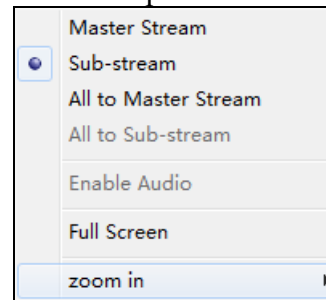 Master Stream
Sub-stream
All to Master Stream
All to Sub-stream
Enable Audio
Full Screen
zoom in